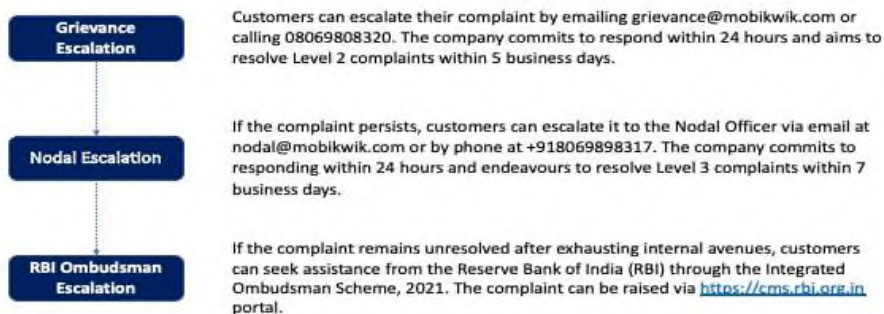 Grievance
Escalation
Customers can escalate their complaint by emailing grievance@mobikwik.com or
calling 08069808320. The company commits to respond within 24 hours and aims to
resolve Level 2 complaints within 5 business days.
Nodal Escalation
If the complaint persists, customers can escalate it to the Nodal Officer via email at
nodal@mobikwik.com or by phone at +918069898317. The company commits to
responding within 24 hours and endeavours to resolve Level 3 complaints within 7
business days.
RBI Ombudsman
Escalation
If the complaint remains unresolved after exhausting internal avenues, customers
can seek assistance from the Reserve Bank of India (RBI) through the Integrated
Ombudsman Scheme, 2021. The complaint can be raised via https://cms.rbi.org.in
portal.